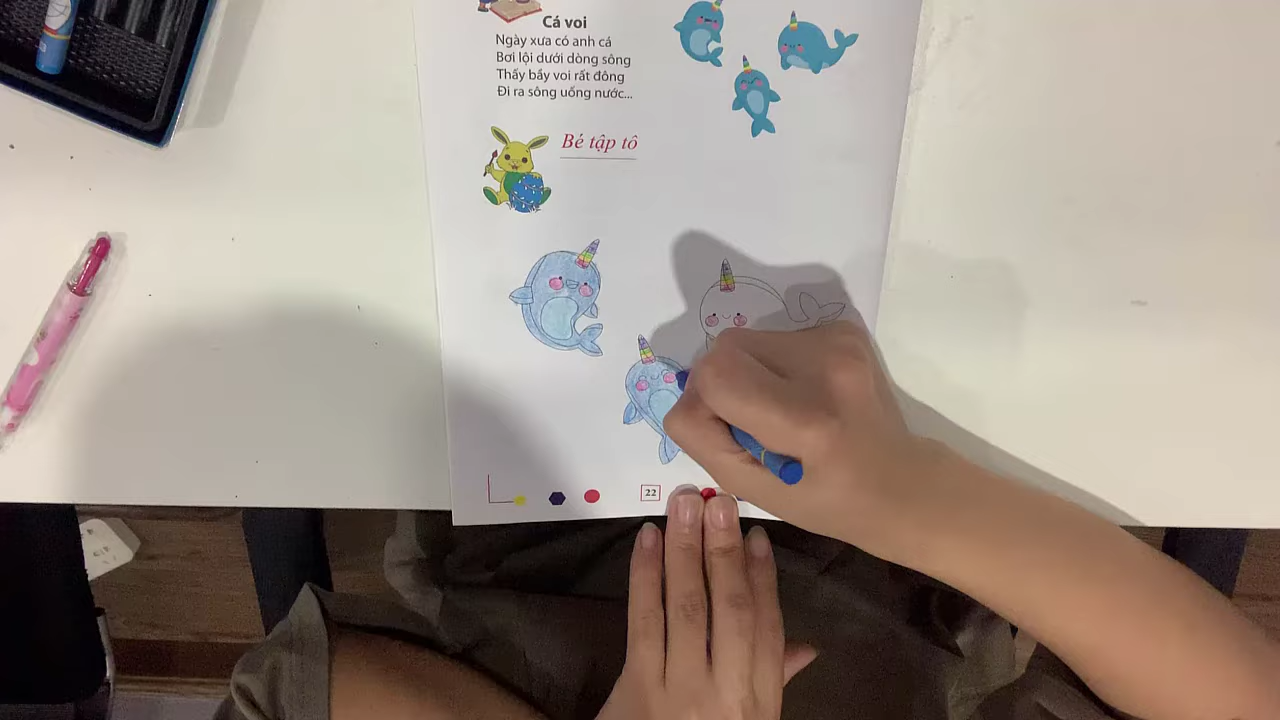 Cá voi
Ngày xưa có anh cá
Bơi lội dưới dòng sông
Thấy bầy voi rất đông
Đi ra sông uống nước...
Bé tập tô
22